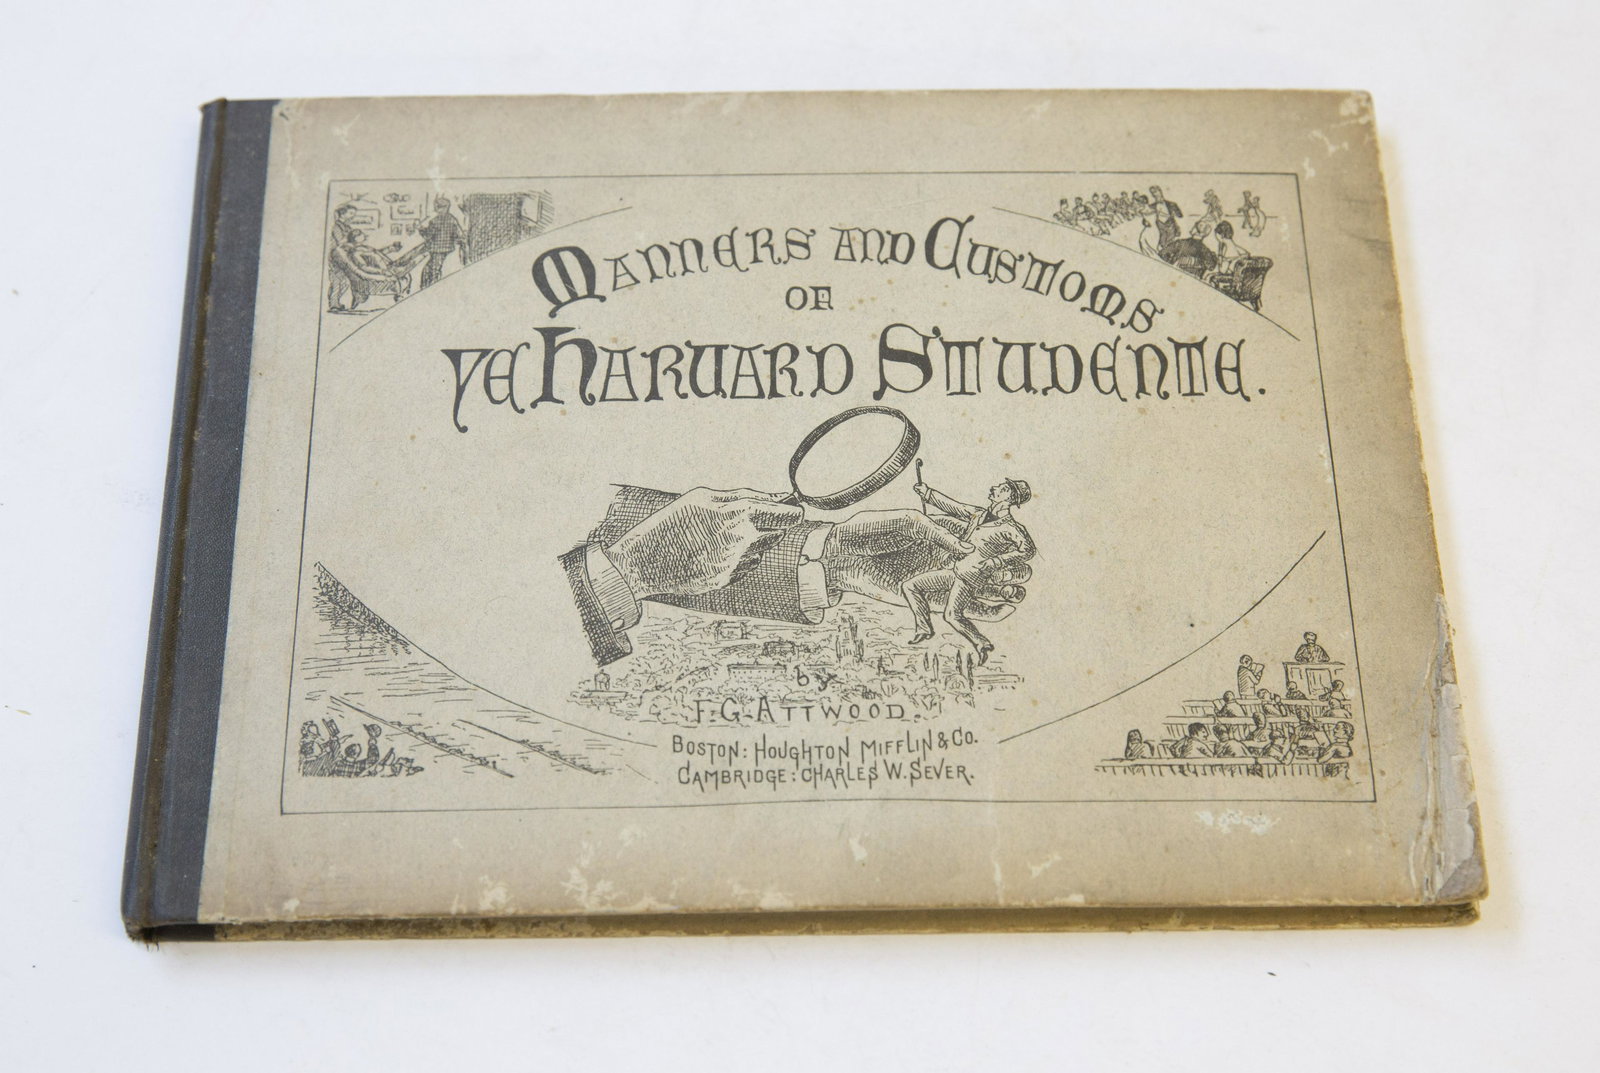 Manners and Customs
of
ye Harvard Studente.
by
F. G. Attwood.
Boston: Houghton Mifflin & Co.
Cambridge: Charles W. Sever.